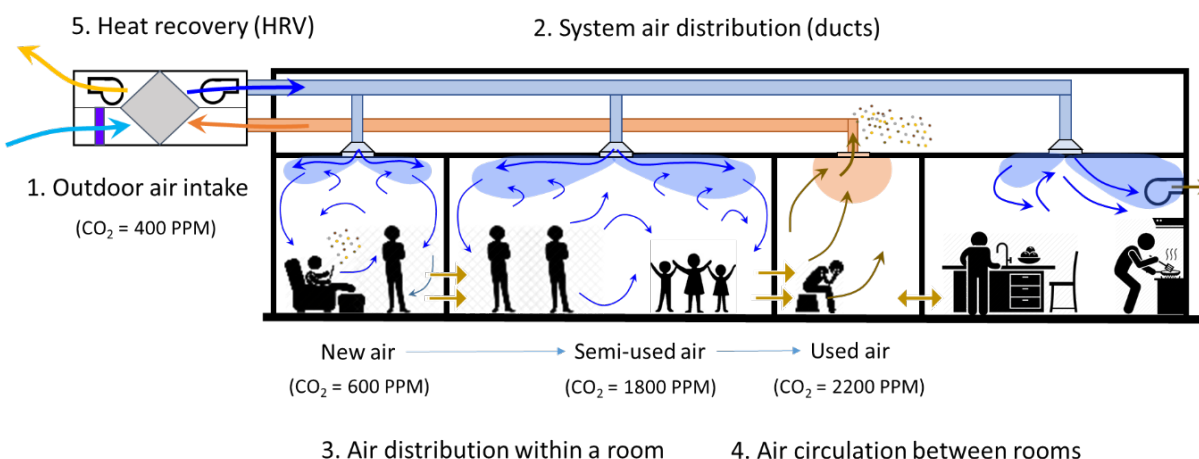 5. Heat recovery (HRV)
2. System air distribution (ducts)
1. Outdoor air intake
(CO₂ = 400 PPM)
New air
Semi-used air
Used air
(CO₂ = 600 PPM)
(CO₂ = 1800 PPM)
(CO₂ = 2200 PPM)
3. Air distribution within a room
4. Air circulation between rooms